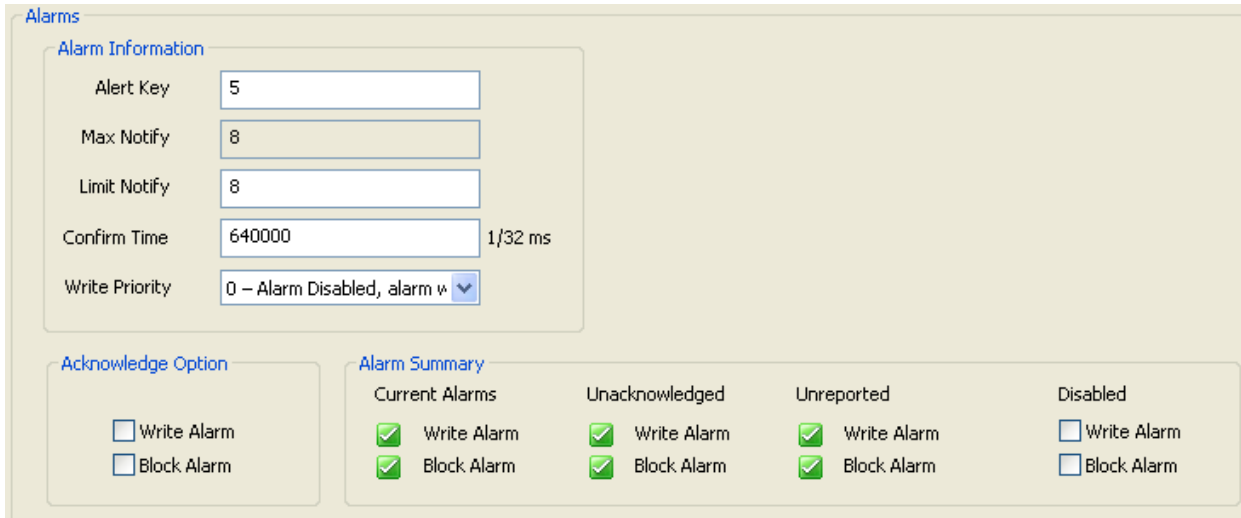 Alarms
Alarm Information
Alert Key 5
Max Notify 8
Limit Notify 8
Confirm Time 640000 1/32 ms
Write Priority 0 – Alarm Disabled, alarm w
Acknowledge Option
Write Alarm
Block Alarm
Alarm Summary
Current Alarms Unacknowledged Unreported Disabled
Write Alarm Write Alarm Write Alarm Write Alarm
Block Alarm Block Alarm Block Alarm Block Alarm